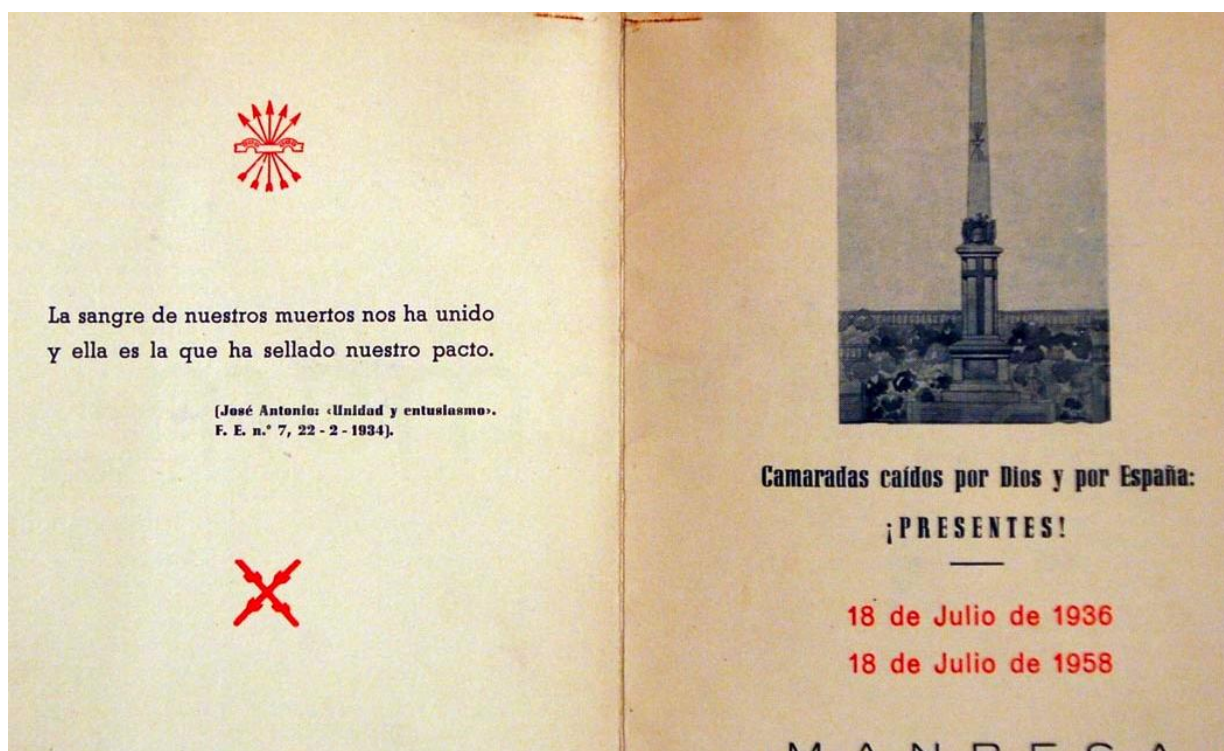 La sangre de nuestros muertos nos ha unido
y ella es la que ha sellado nuestro pacto.
(José Antonio: «Unidad y entusiasmo».
F. E. n.º 7, 22 - 2 - 1934).
Camaradas caídos por Dios y por España:
¡PRESENTES!
18 de Julio de 1936
18 de Julio de 1958
MANRESA